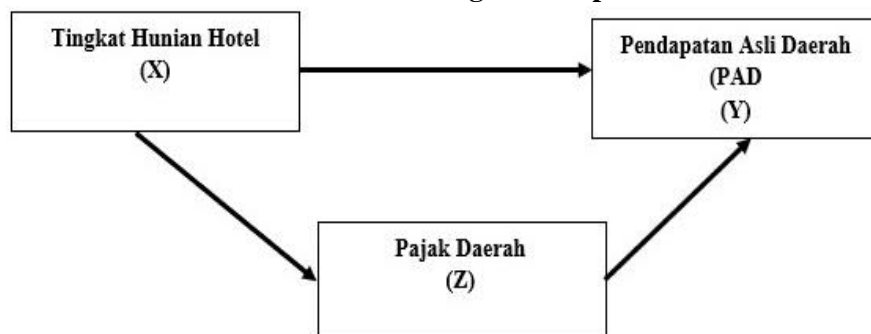 Tingkat Hunian Hotel
(X)
Pendapatan Asli Daerah
(PAD
(Y)
Pajak Daerah
(Z)